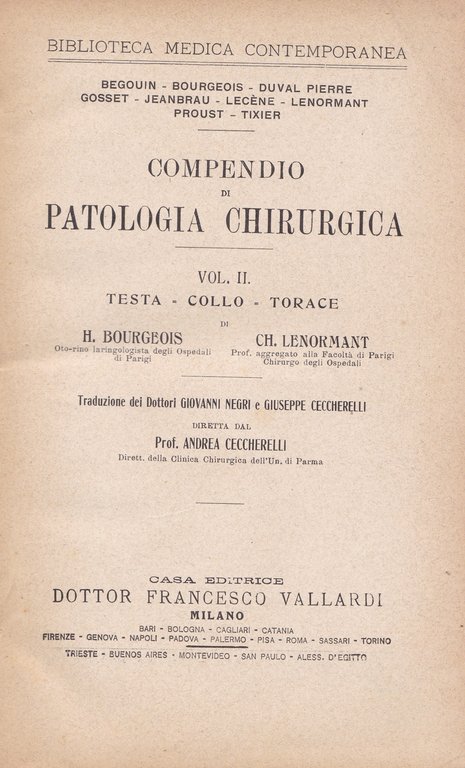 BIBLIOTECA MEDICA CONTEMPORANEA
BEGOUIN - BOURGEOIS - DUVAL PIERRE
GOSSET - JEANBRAU - LECÈNE - LENORMANT
PROUST - TIXIER
COMPENDIO
DI
PATOLOGIA CHIRURGICA
VOL. II.
TESTA - COLLO - TORACE
DI
H. BOURGEOIS
Oto-rino laringologista degli Ospedali
di Parigi
CH. LENORMANT
Prof. aggregato alla Facoltà di Parigi
Chirurgo degli Ospedali
Traduzione dei Dottori GIOVANNI NEGRI e GIUSEPPE CECCHERELLI
DIRETTA DAL
Prof. ANDREA CECCHERELLI
Dirett. della Clinica Chirurgica dell'Un. di Parma
CASA EDITRICE
DOTTOR FRANCESCO VALLARDI
MILANO
BARI - BOLOGNA - CAGLIARI - CATANIA
FIRENZE - GENOVA - NAPOLI - PADOVA - PALERMO - PISA - ROMA - SASSARI - TORINO
TRIESTE - BUENOS AIRES - MONTEVIDEO - SAN PAULO - ALESS. D'EGITTO